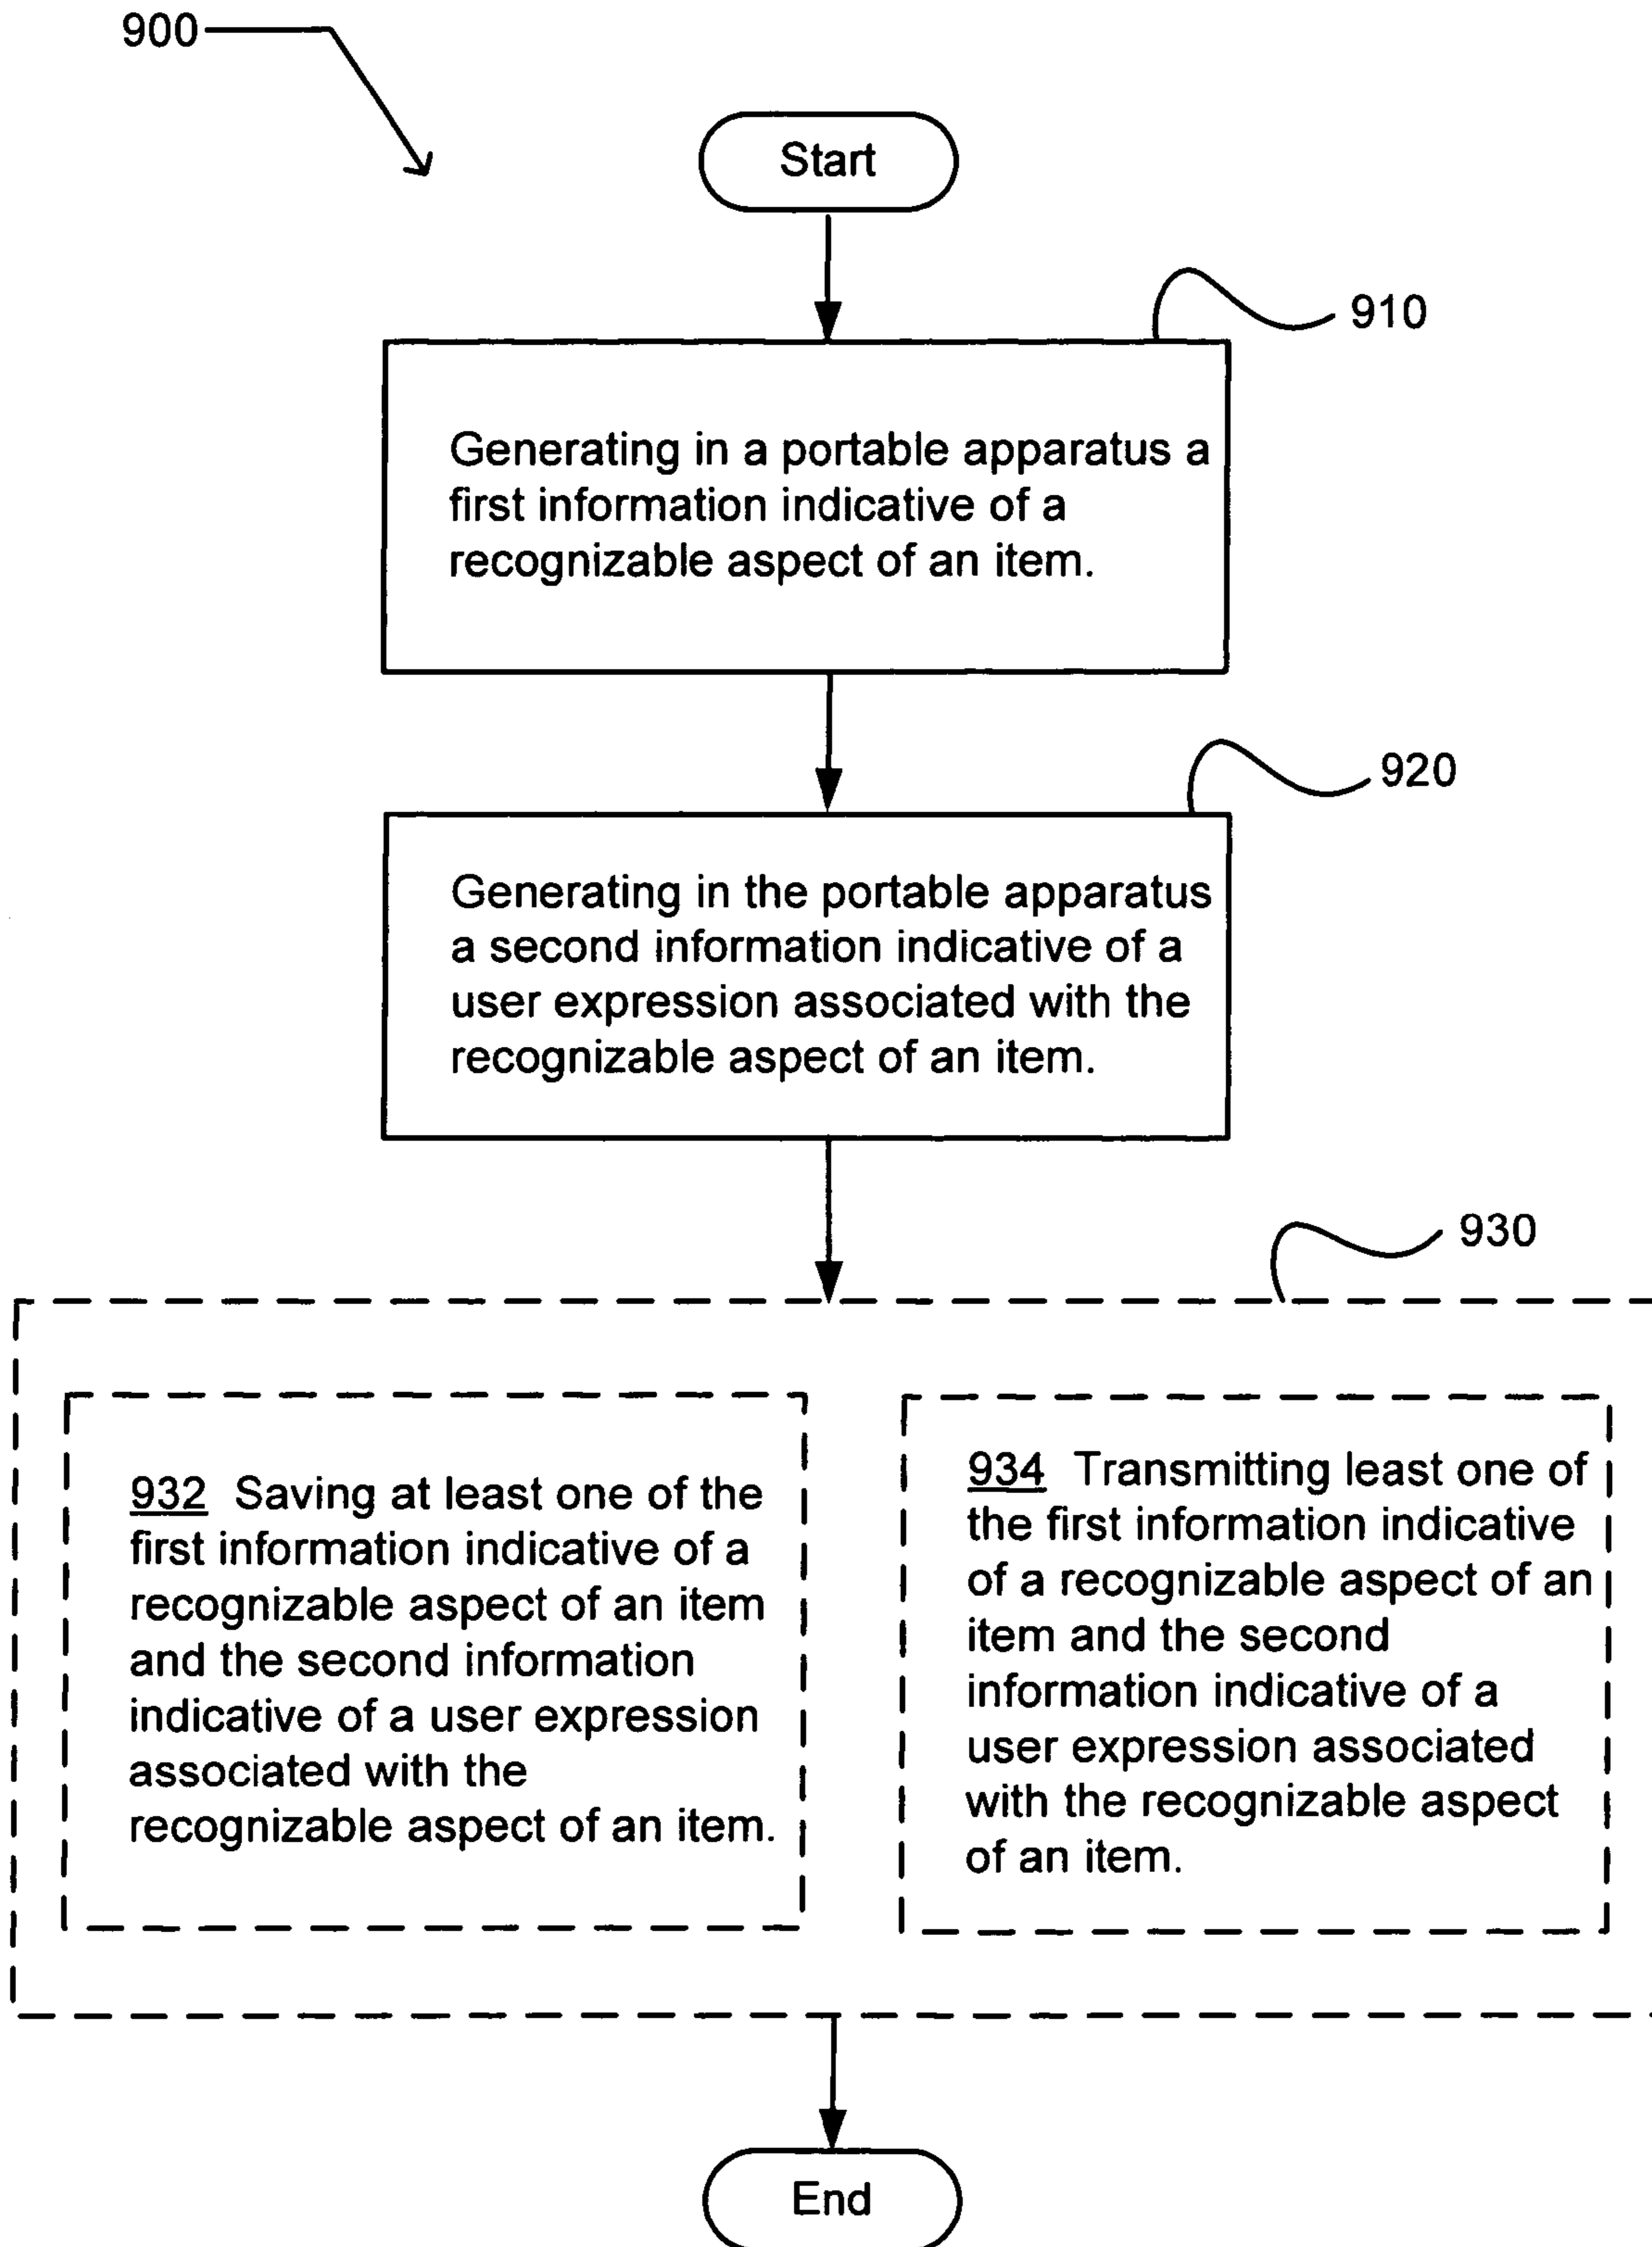 900
Start
910
Generating in a portable apparatus a
first information indicative of a
recognizable aspect of an item.
920
Generating in the portable apparatus
a second information indicative of a
user expression associated with the
recognizable aspect of an item.
930
932 Saving at least one of the
first information indicative of a
recognizable aspect of an item
and the second information
indicative of a user expression
associated with the
recognizable aspect of an item.
934 Transmitting least one of
the first information indicative
of a recognizable aspect of an
item and the second
information indicative of a
user expression associated
with the recognizable aspect
of an item.
End